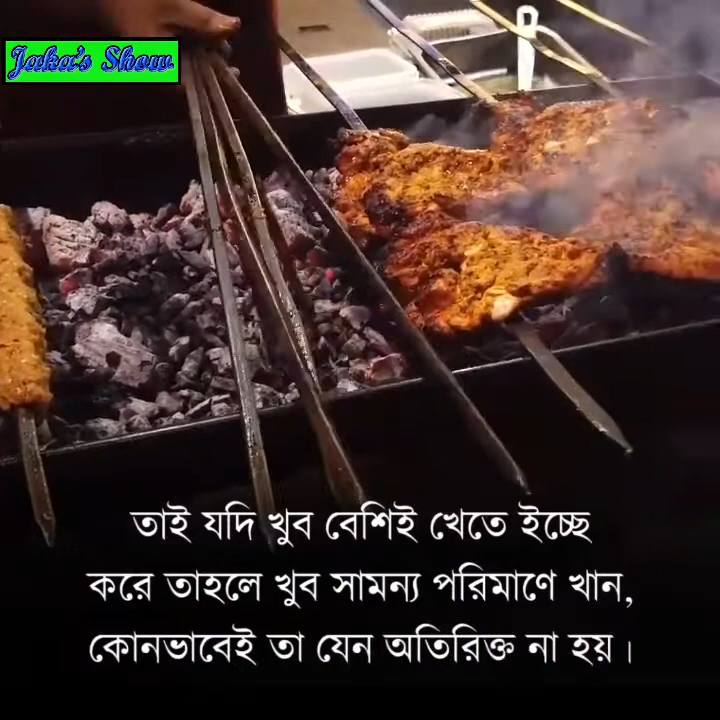 Jaka's Show
তাই যদি খুব বেশিই খেতে ইচ্ছে
করে তাহলে খুব সামন্য পরিমাণে খান,
কোনভাবেই তা যেন অতিরিক্ত না হয়।